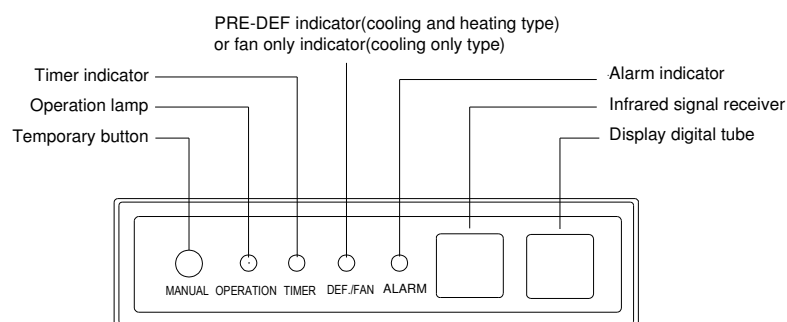 PRE-DEF indicator(cooling and heating type)
or fan only indicator(cooling only type)
Timer indicator
Alarm indicator
Operation lamp
Infrared signal receiver
Temporary button
Display digital tube
MANUAL OPERATION TIMER DEF./FAN ALARM